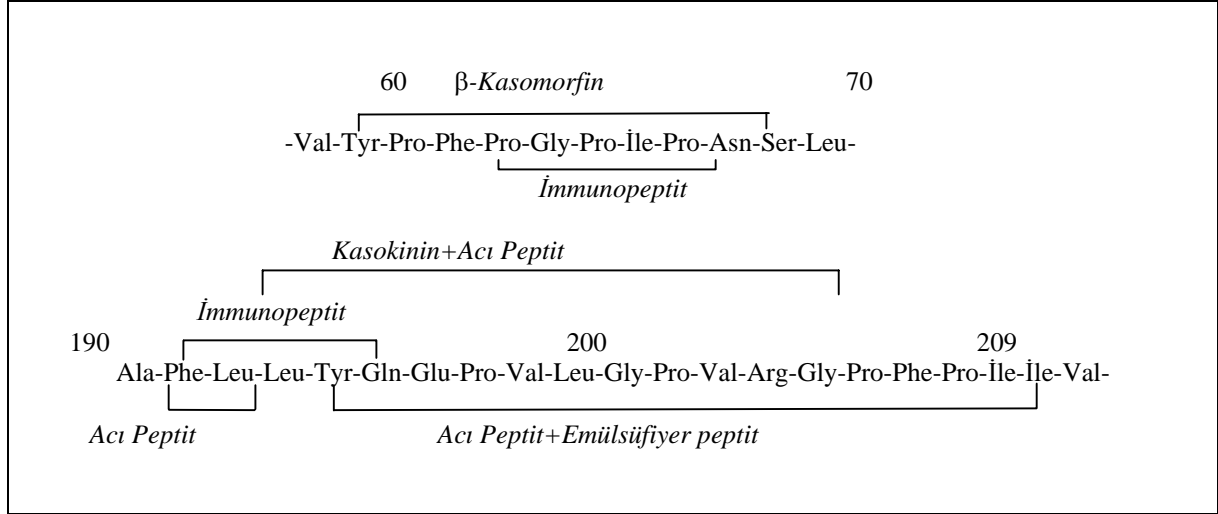 60 β-Kasomorfin 70
-Val-Tyr-Pro-Phe-Pro-Gly-Pro-İle-Pro-Asn-Ser-Leu-
İmmunopeptit
Kasokinin+Acı Peptit
İmmunopeptit
190 200 209
Ala-Phe-Leu-Leu-Tyr-Gln-Glu-Pro-Val-Leu-Gly-Pro-Val-Arg-Gly-Pro-Phe-Pro-İle-İle-Val-
Acı Peptit Acı Peptit+Emülsüfiyer peptit